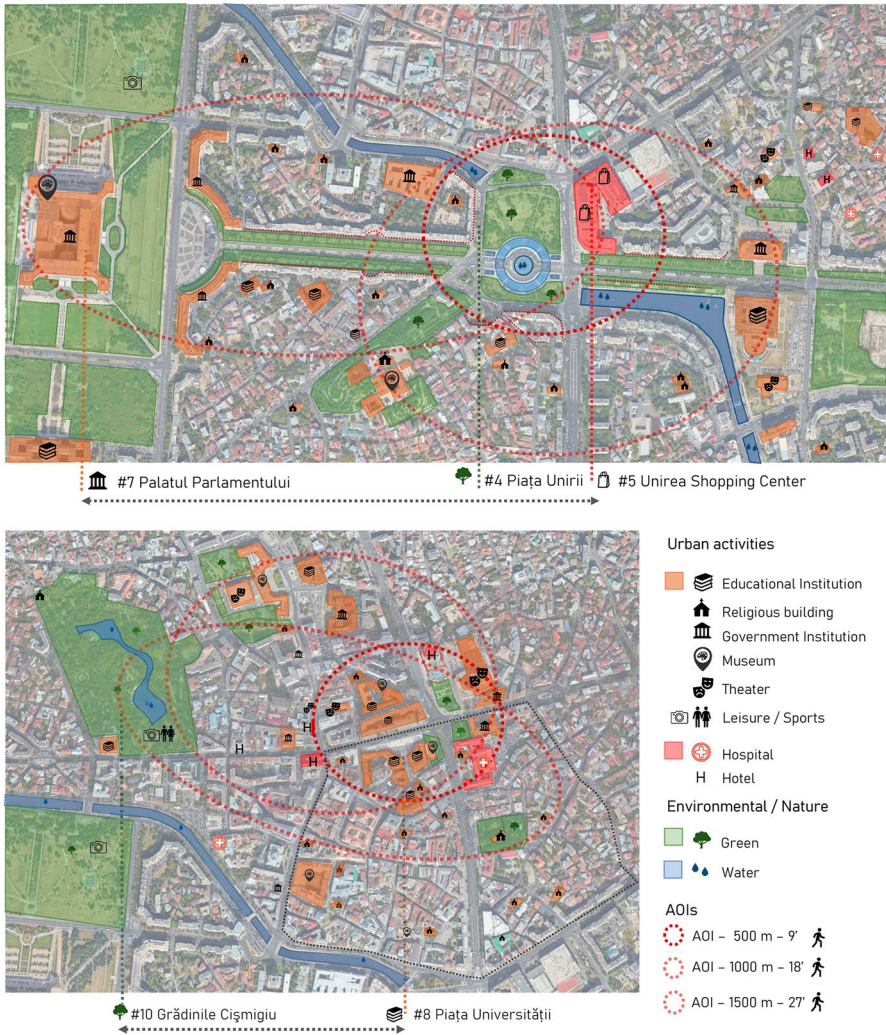 #7 Palatul Parlamentului
#4 Piața Unirii
#5 Unirea Shopping Center
Urban activities
Educational Institution
Religious building
Government Institution
Museum
Theater
Leisure / Sports
Hospital
H Hotel
Environmental / Nature
Green
Water
AOIs
AOI – 500 m – 9'
AOI – 1000 m – 18'
AOI – 1500 m – 27'
H
H
H
H
H
H
#10 Grădinile Cişmigiu
#8 Piața Universității